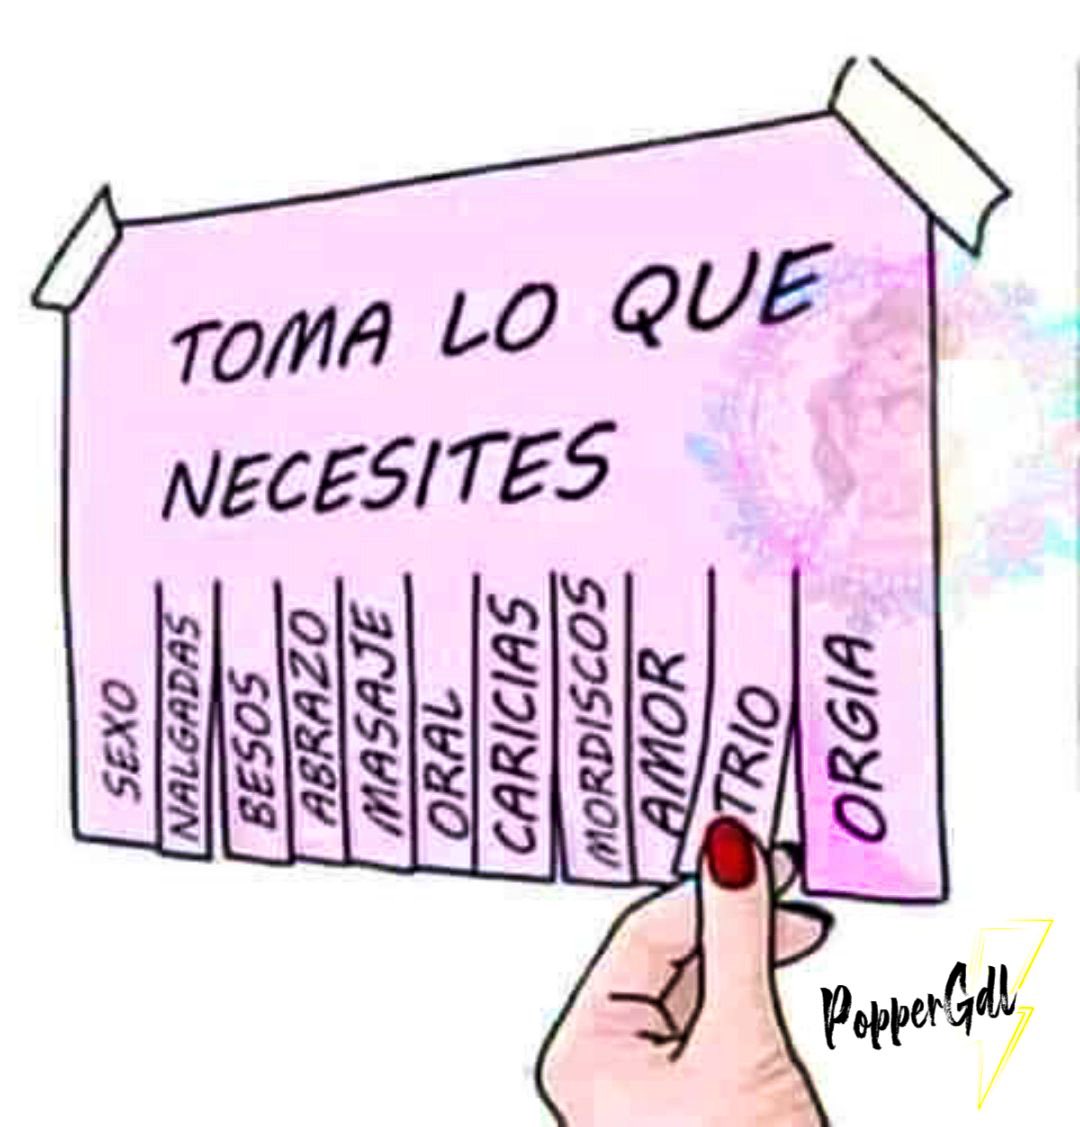 TOMA LO QUE
NECESITES
SEXO
NALGADAS
BESOS
ABRAZO
MASAJE
ORAL
CARICIAS
MORDISCOS
AMOR
TRIO
ORGIA
PopperGdl